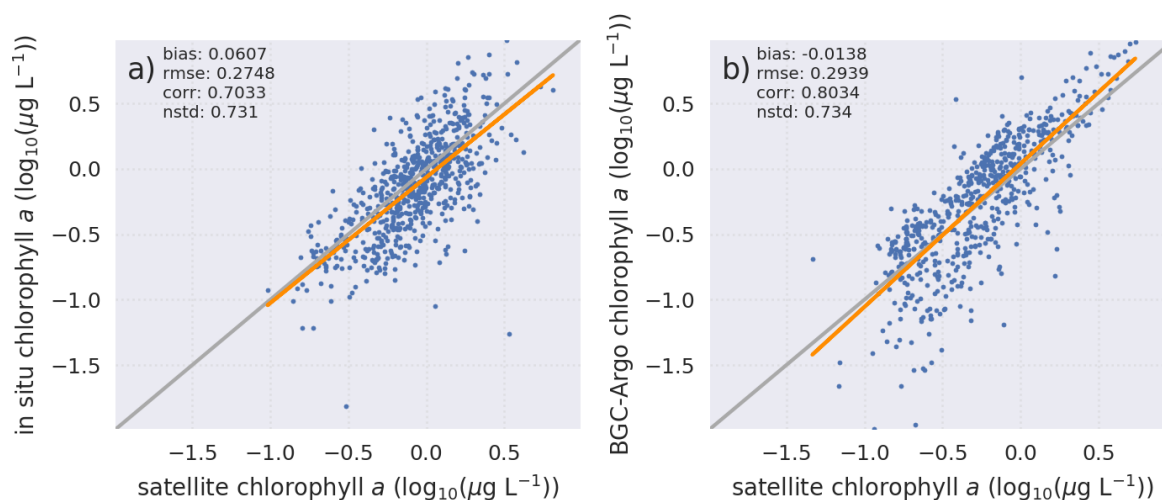 a)
bias: 0.0607
rmse: 0.2748
corr: 0.7033
nstd: 0.731
in situ chlorophyll a (log₁₀(μg L⁻¹))
0.5
0.0
−0.5
−1.0
−1.5
−1.5 −1.0 −0.5 0.0 0.5
satellite chlorophyll a (log₁₀(μg L⁻¹))
b)
bias: -0.0138
rmse: 0.2939
corr: 0.8034
nstd: 0.734
BGC-Argo chlorophyll a (log₁₀(μg L⁻¹))
0.5
0.0
−0.5
−1.0
−1.5
−1.5 −1.0 −0.5 0.0 0.5
satellite chlorophyll a (log₁₀(μg L⁻¹))